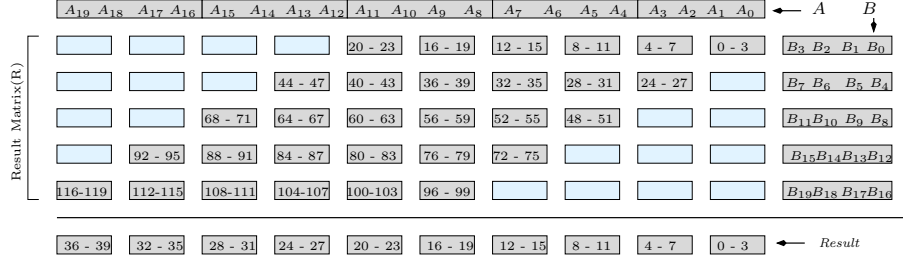 A19 A18 A17 A16 A15 A14 A13 A12 A11 A10 A9 A8 A7 A6 A5 A4 A3 A2 A1 A0 A B
20 - 23 16 - 19 12 - 15 8 - 11 4 - 7 0 - 3 B3 B2 B1 B0
44 - 47 40 - 43 36 - 39 32 - 35 28 - 31 24 - 27 B7 B6 B5 B4
68 - 71 64 - 67 60 - 63 56 - 59 52 - 55 48 - 51 B11 B10 B9 B8
92 - 95 88 - 91 84 - 87 80 - 83 76 - 79 72 - 75 B15 B14 B13 B12
116-119 112-115 108-111 104-107 100-103 96 - 99 B19 B18 B17 B16
Result Matrix(R)
36 - 39 32 - 35 28 - 31 24 - 27 20 - 23 16 - 19 12 - 15 8 - 11 4 - 7 0 - 3 Result